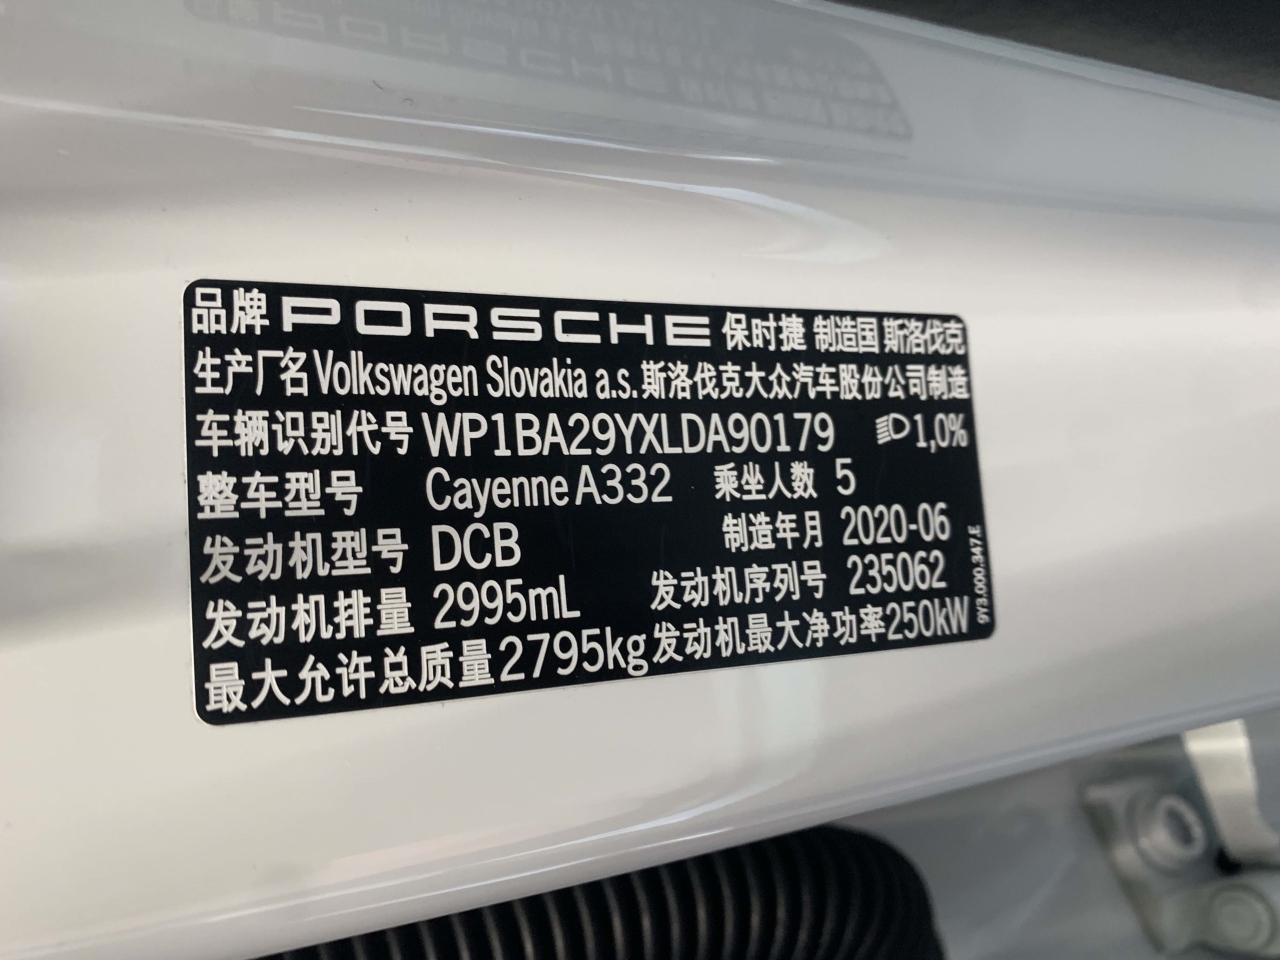 品牌 PORSCHE 保时捷 制造国 斯洛伐克
生产厂名 Volkswagen Slovakia a.s. 斯洛伐克大众汽车股份公司制造
车辆识别代号 WP1BA29YXLDA90179 1,0%
整车型号 Cayenne A332 乘坐人数 5
发动机型号 DCB 制造年月 2020-06
发动机排量 2995mL 发动机序列号 235062
最大允许总质量 2795kg 发动机最大净功率 250kW
9Y3.000.347.E